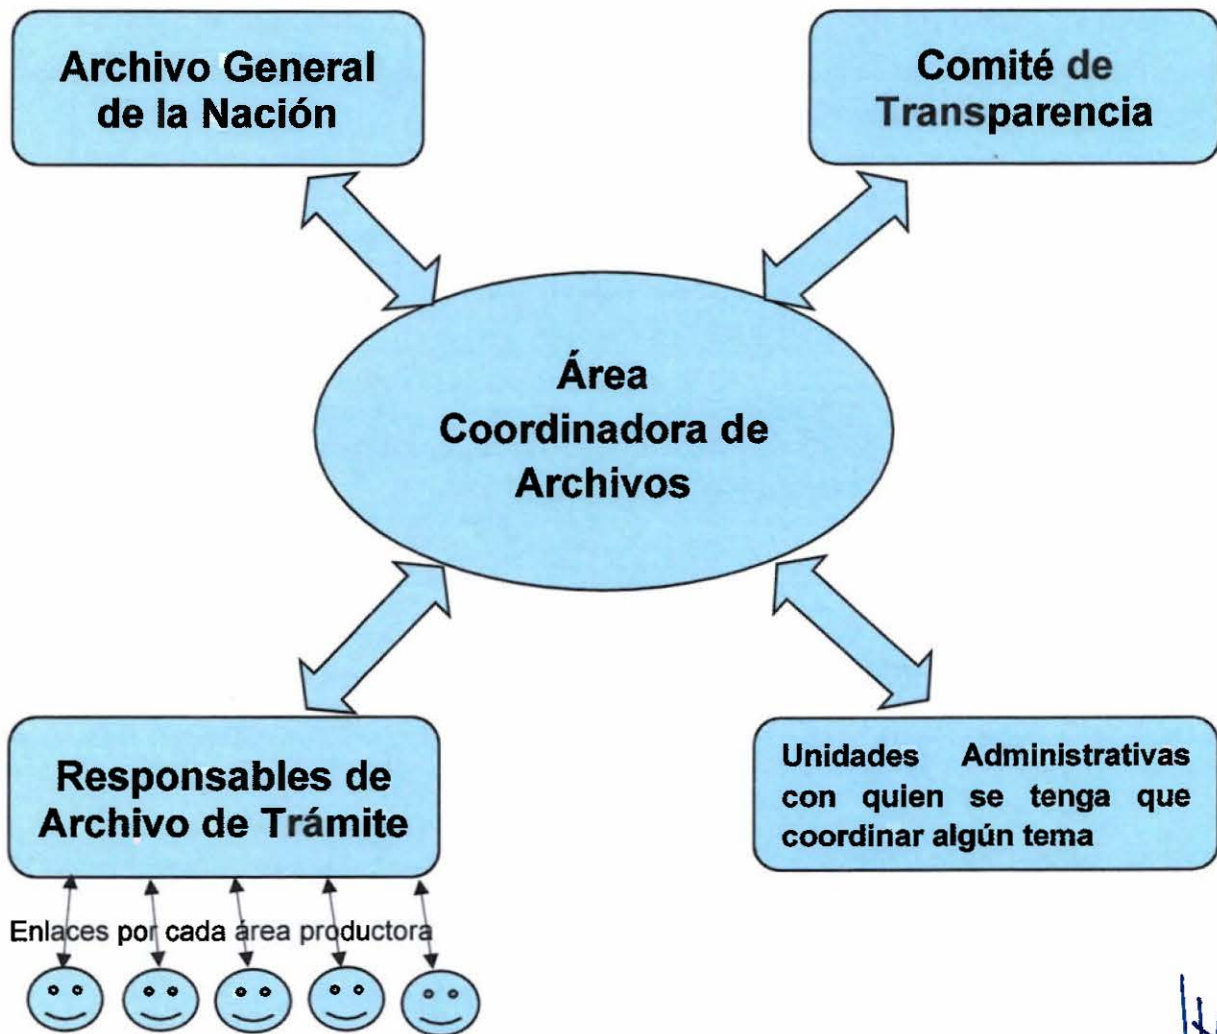 Archivo General
de la Nación
Comité de
Transparencia
Área
Coordinadora de
Archivos
Responsables de
Archivo de Trámite
Unidades Administrativas
con quien se tenga que
coordinar algún tema
Enlaces por cada área productora